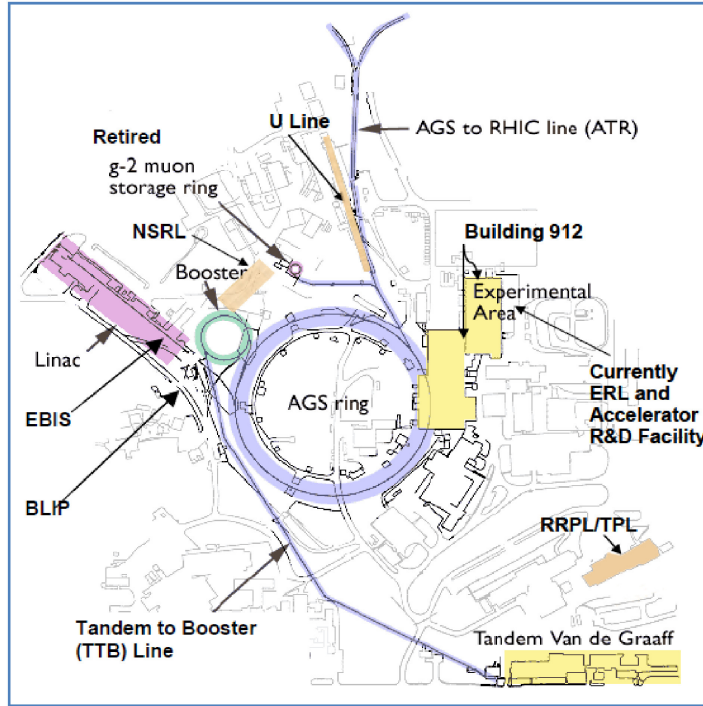 U Line
AGS to RHIC line (ATR)
Retired
g-2 muon
storage ring
NSRL
Booster
Building 912
Experimental
Area
Linac
EBIS
BLIP
AGS ring
Currently
ERL and
Accelerator
R&D Facility
RRPL/TPL
Tandem to Booster
(TTB) Line
Tandem Van de Graaff